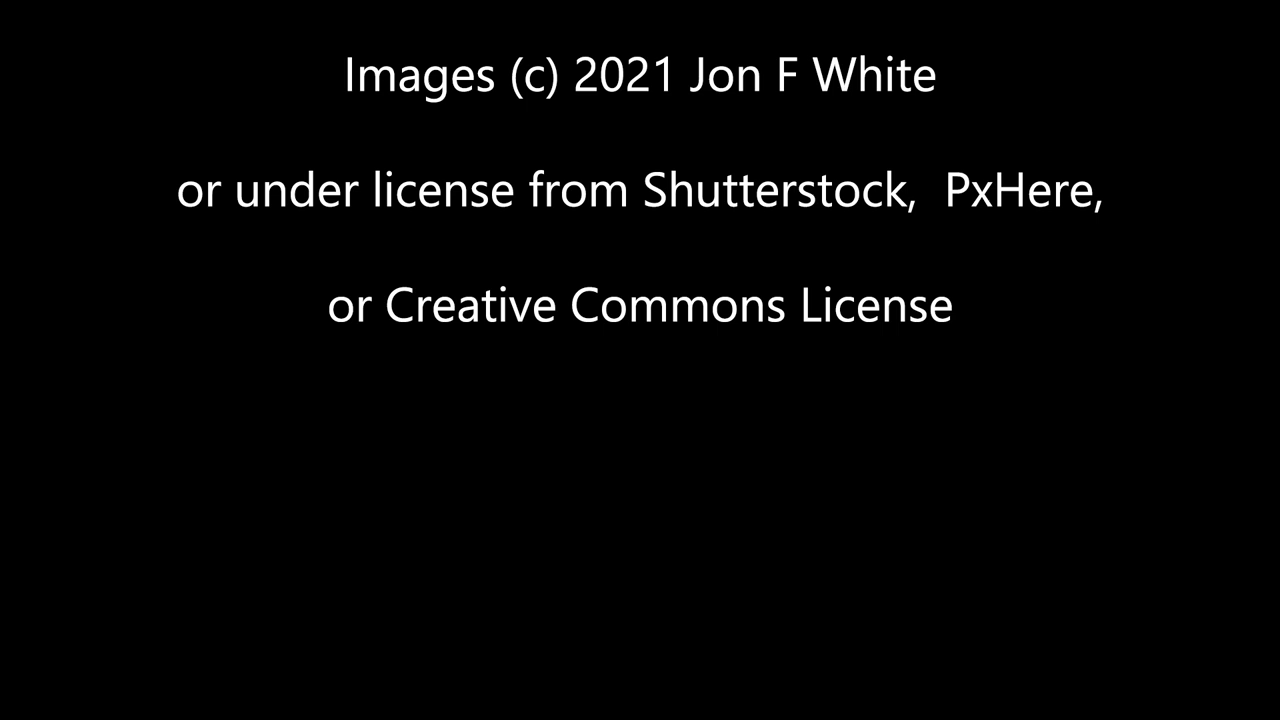 Images (c) 2021 Jon F White
or under license from Shutterstock,  PxHere,
or Creative Commons License